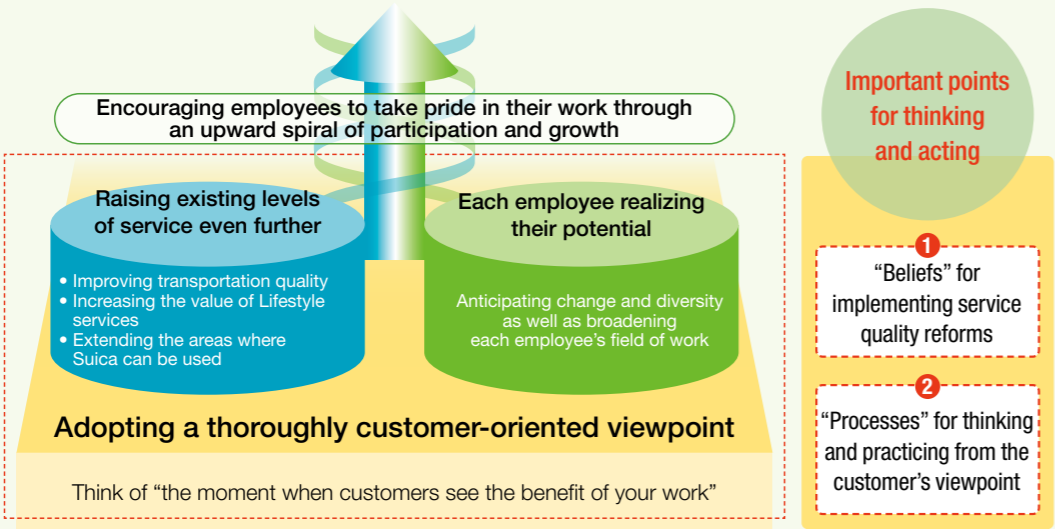 Encouraging employees to take pride in their work through
an upward spiral of participation and growth
Raising existing levels
of service even further
• Improving transportation quality
• Increasing the value of Lifestyle
services
• Extending the areas where
Suica can be used
Each employee realizing
their potential
Anticipating change and diversity
as well as broadening
each employee's field of work
Adopting a thoroughly customer-oriented viewpoint
Think of “the moment when customers see the benefit of your work”
Important points
for thinking
and acting
1
“Beliefs” for
implementing service
quality reforms
2
“Processes” for thinking
and practicing from the
customer's viewpoint